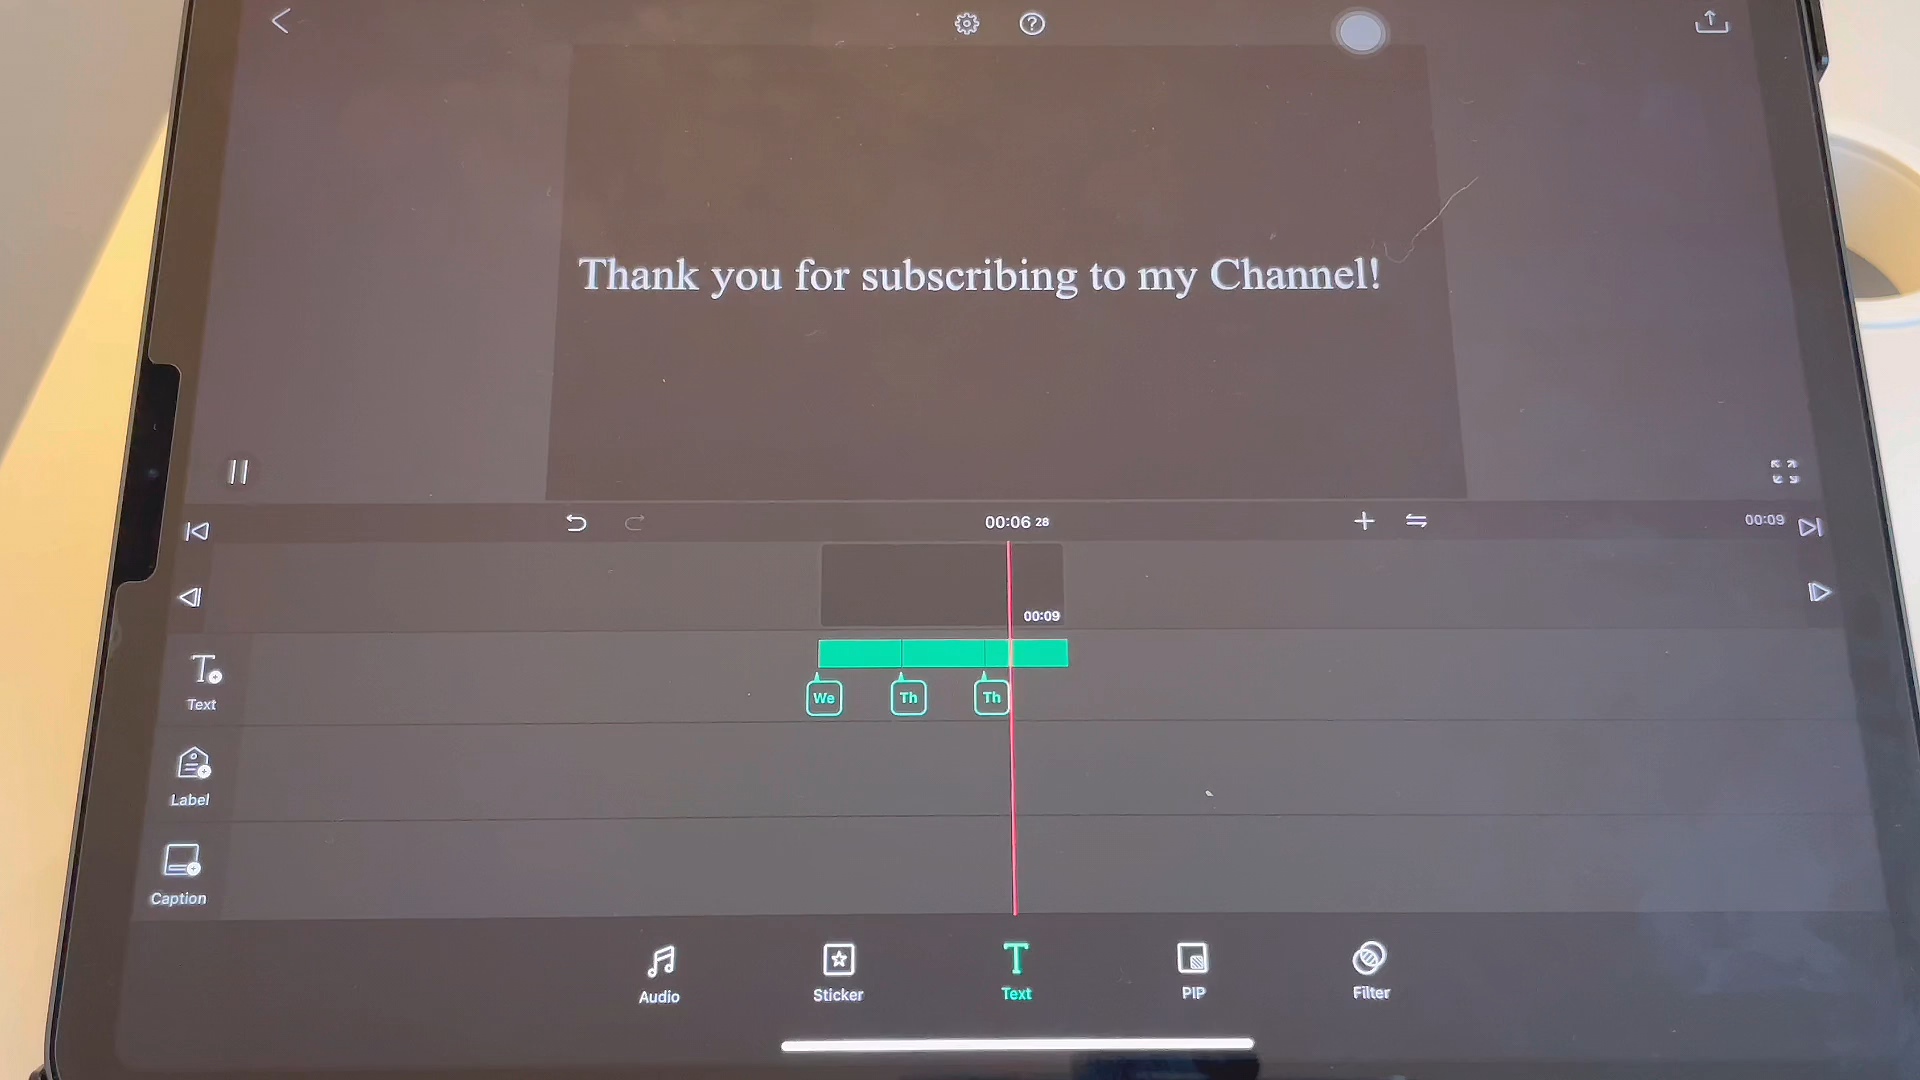 Thank you for subscribing to my Channel!
00:06 28
00:09
00:09
Text
We
Th
Th
Label
Caption
Audio
Sticker
Text
PIP
Filter